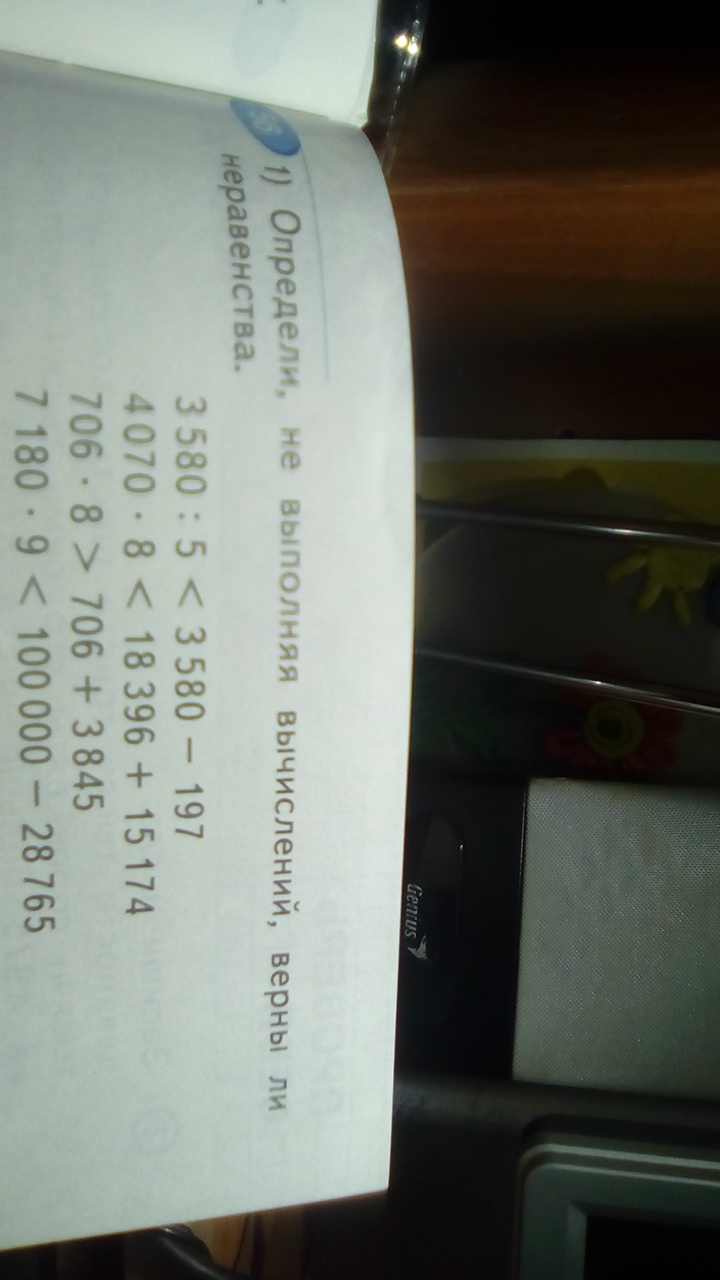 56
1) Определи, не выполняя вычислений, верны ли
неравенства.
3 580 : 5 < 3 580 − 197
4 070 · 8 < 18 396 + 15 174
706 · 8 > 706 + 3 845
7 180 · 9 < 100 000 − 28 765
Genius